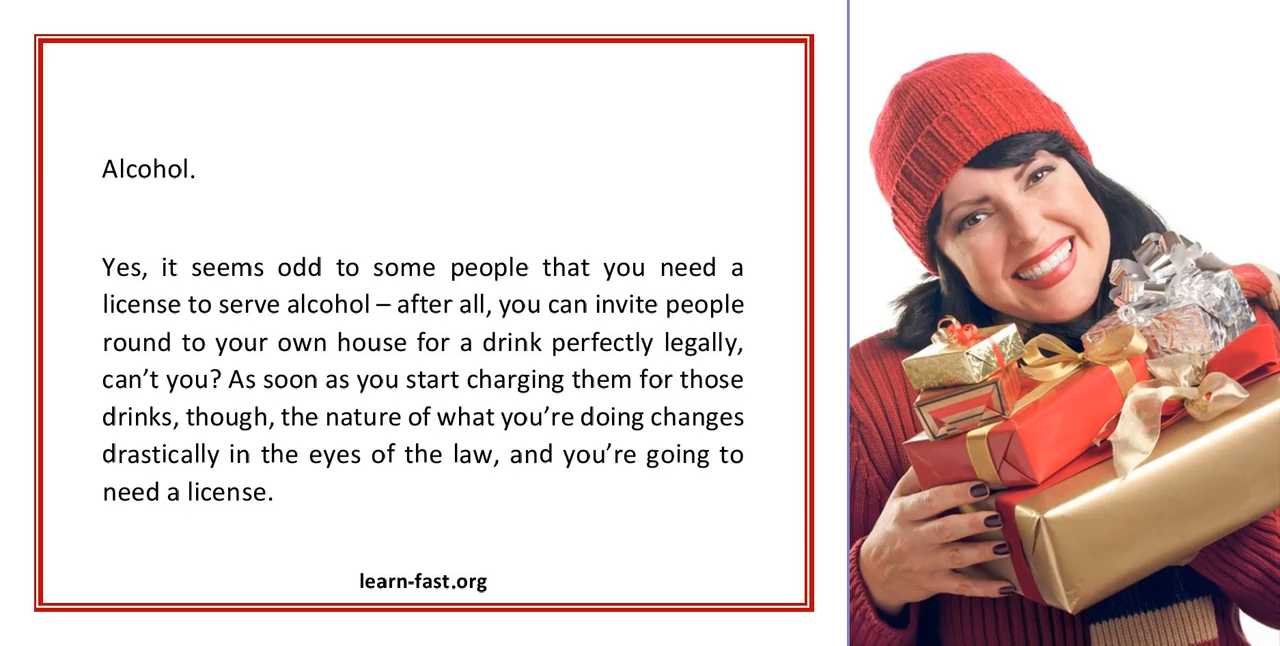 Alcohol.
Yes, it seems odd to some people that you need a
license to serve alcohol – after all, you can invite people
round to your own house for a drink perfectly legally,
can’t you? As soon as you start charging them for those
drinks, though, the nature of what you’re doing changes
drastically in the eyes of the law, and you’re going to
need a license.
learn-fast.org